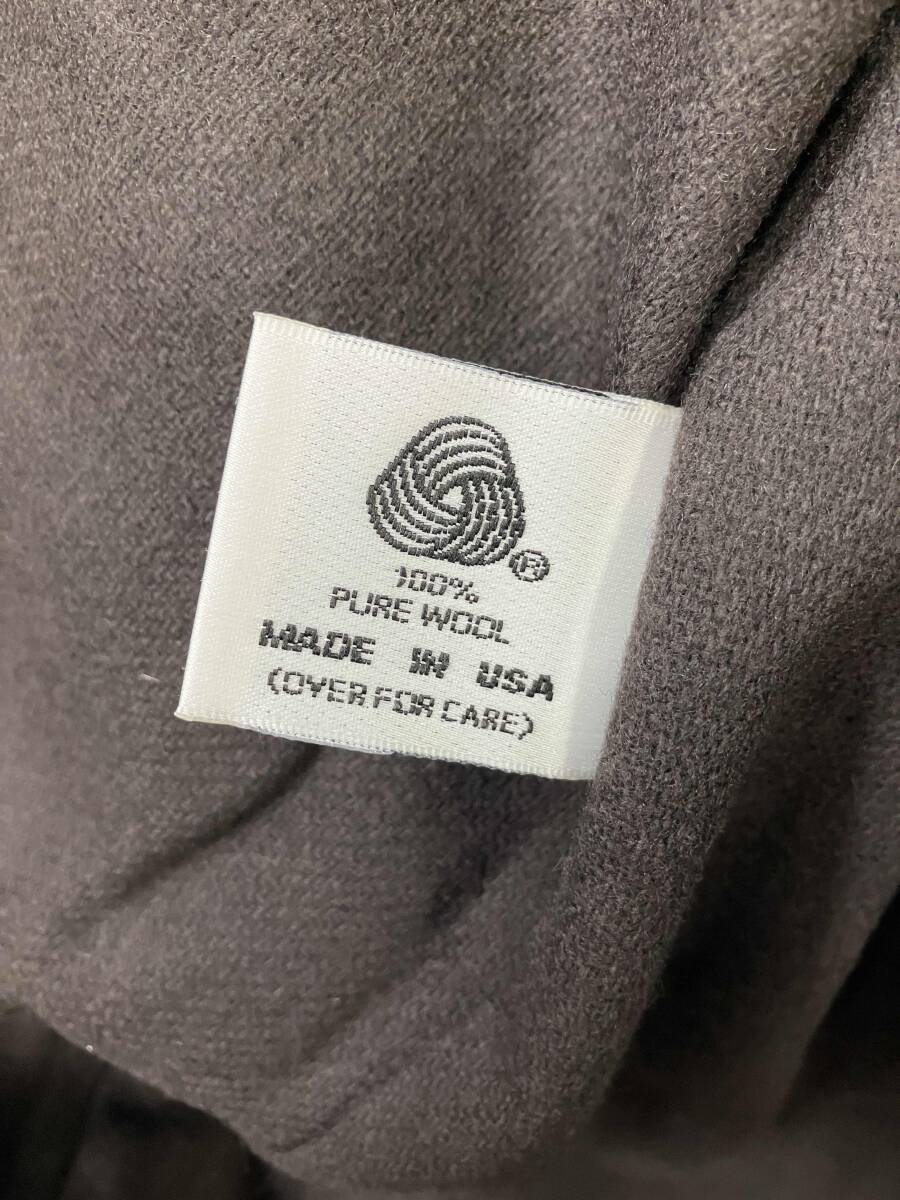 ®
100%
PURE WOOL
MADE IN USA
(OVER FOR CARE)